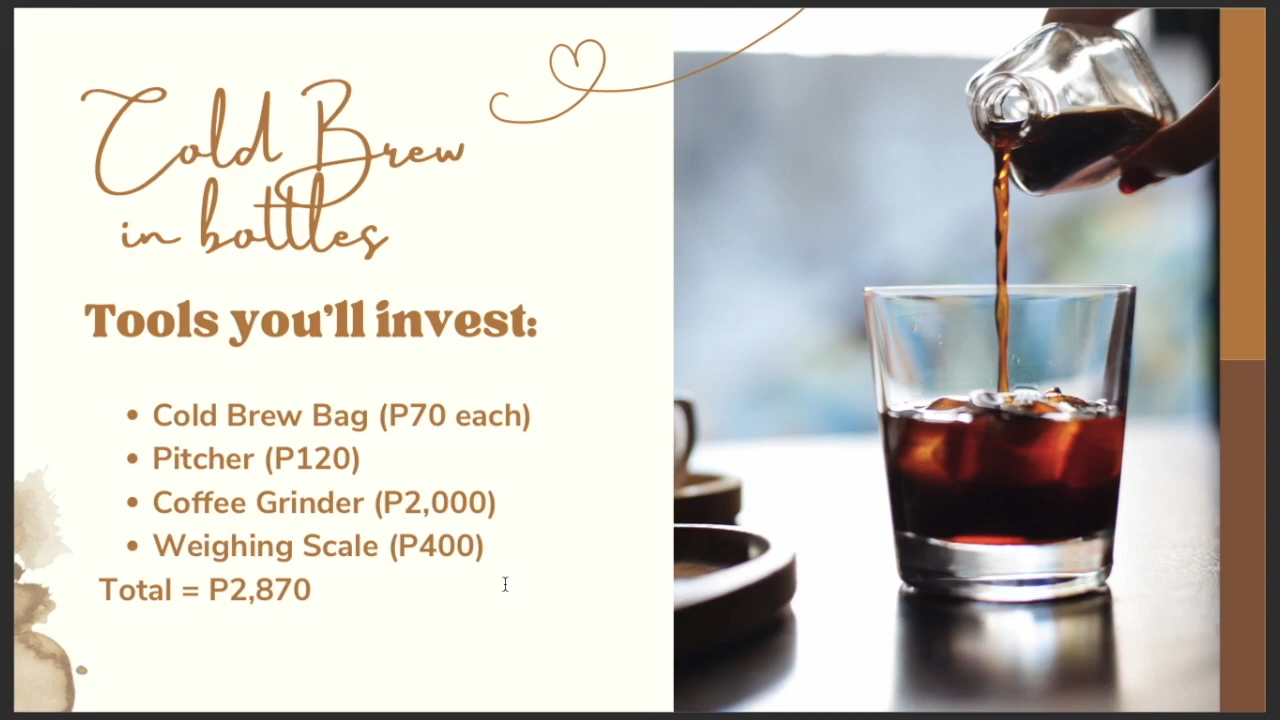 Cold Brew
in bottles
Tools you'll invest:
• Cold Brew Bag (P70 each)
• Pitcher (P120)
• Coffee Grinder (P2,000)
• Weighing Scale (P400)
Total = P2,870